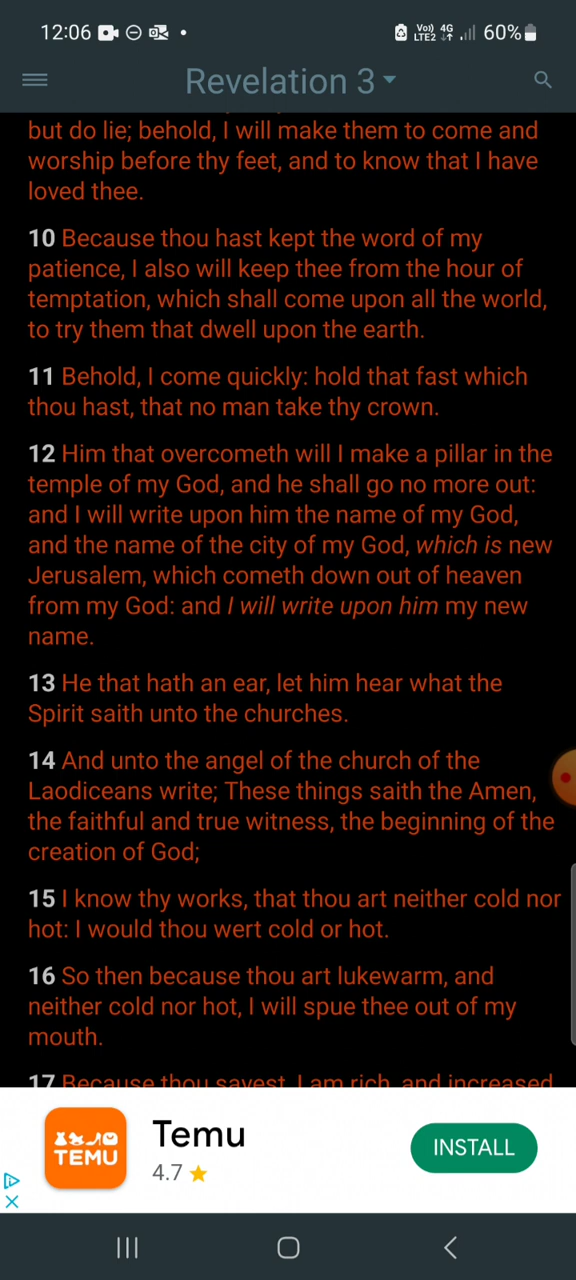 12:06
Vo)) 4G
LTE2
60%
Revelation 3
but do lie; behold, I will make them to come and
worship before thy feet, and to know that I have
loved thee.
10 Because thou hast kept the word of my
patience, I also will keep thee from the hour of
temptation, which shall come upon all the world,
to try them that dwell upon the earth.
11 Behold, I come quickly: hold that fast which
thou hast, that no man take thy crown.
12 Him that overcometh will I make a pillar in the
temple of my God, and he shall go no more out:
and I will write upon him the name of my God,
and the name of the city of my God, which is new
Jerusalem, which cometh down out of heaven
from my God: and I will write upon him my new
name.
13 He that hath an ear, let him hear what the
Spirit saith unto the churches.
14 And unto the angel of the church of the
Laodiceans write; These things saith the Amen,
the faithful and true witness, the beginning of the
creation of God;
15 I know thy works, that thou art neither cold nor
hot: I would thou wert cold or hot.
16 So then because thou art lukewarm, and
neither cold nor hot, I will spue thee out of my
mouth.
17 Because thou sayest, I am rich, and increased
TEMU
Temu
4.7
INSTALL